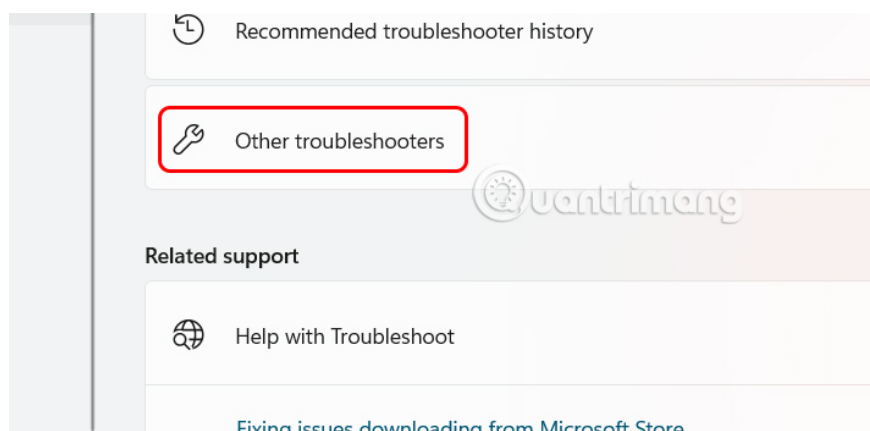 Recommended troubleshooter history
Other troubleshooters
Quantrimang
Related support
Help with Troubleshoot
Fixing issues downloading from Microsoft Store